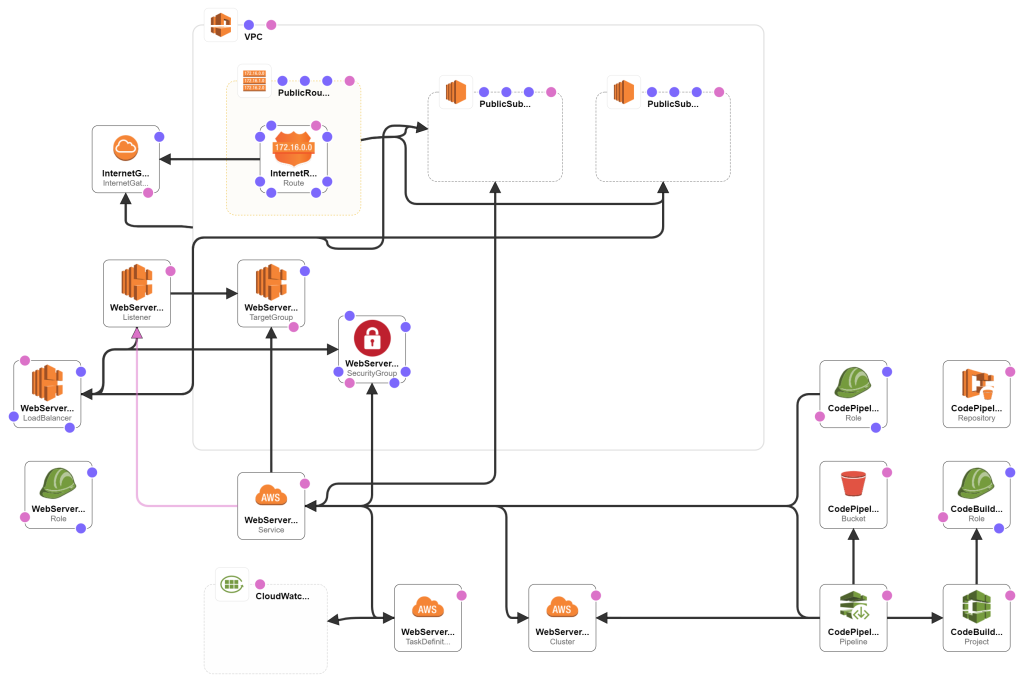 VPC
PublicRou...
PublicSub...
PublicSub...
172.16.0.0
InternetG...
InternetGat...
InternetR...
Route
WebServer...
Listener
WebServer...
TargetGroup
WebServer...
SecurityGroup
WebServer...
LoadBalancer
CodePipel...
Role
CodePipel...
Repository
WebServer...
Role
AWS
WebServer...
Service
CodePipel...
Bucket
CodeBuild...
Role
CloudWatc...
AWS
WebServer...
TaskDefinit...
AWS
WebServer...
Cluster
CodePipel...
Pipeline
CodeBuild...
Project